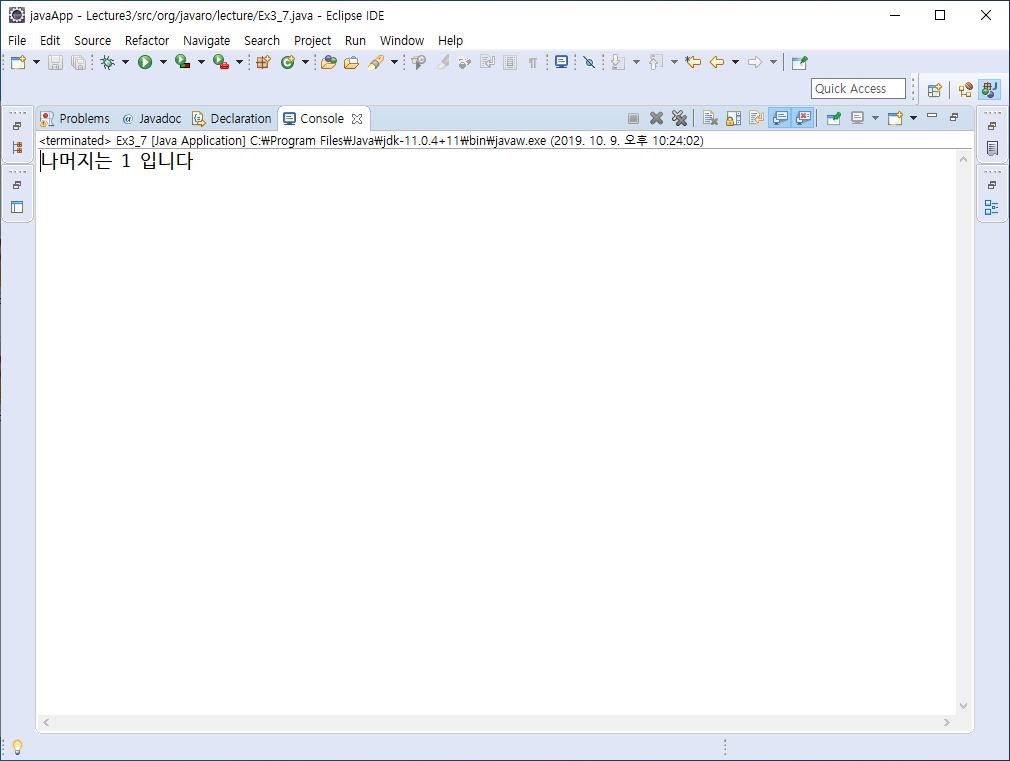 javaApp - Lecture3/src/org/javaro/lecture/Ex3_7.java - Eclipse IDE
File Edit Source Refactor Navigate Search Project Run Window Help
Quick Access
Problems @ Javadoc Declaration Console
<terminated> Ex3_7 [Java Application] C:₩Program Files₩Java₩jdk-11.0.4+11₩bin₩javaw.exe (2019. 10. 9. 오후 10:24:02)
나머지는 1 입니다